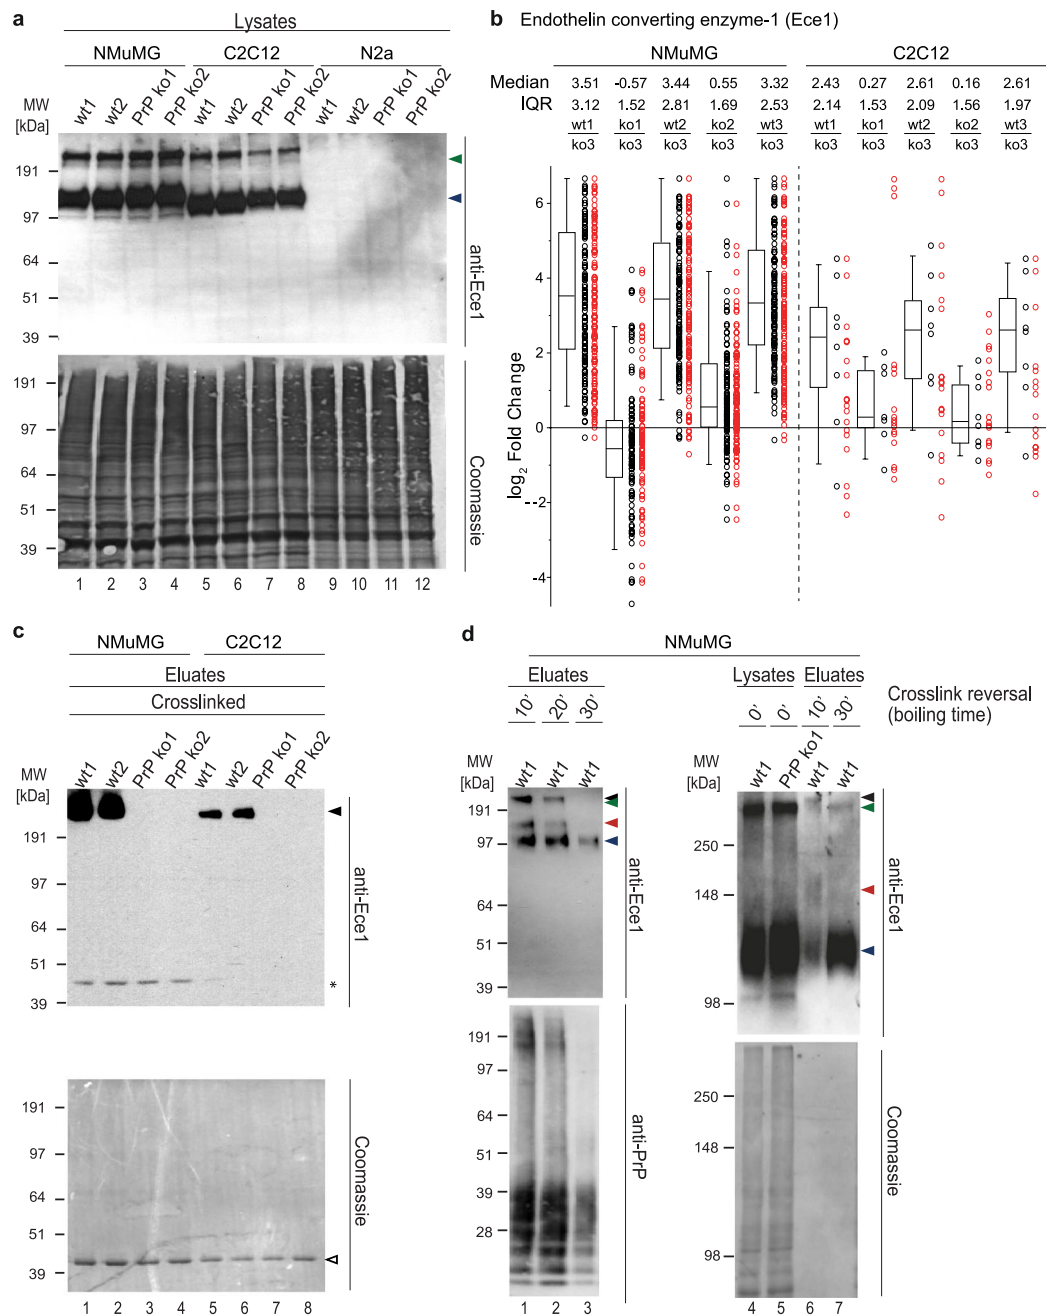 a
Lysates
NMuMG C2C12 N2a
MW [kDa]
wt1 wt2 PrP ko1 PrP ko2 wt1 wt2 PrP ko1 PrP ko2 wt1 wt2 PrP ko1 PrP ko2
191
97
64
51
39
anti-Ece1
191
97
64
51
39
Coomassie
1 2 3 4 5 6 7 8 9 10 11 12
b Endothelin converting enzyme-1 (Ece1)
NMuMG C2C12
Median 3.51 -0.57 3.44 0.55 3.32 2.43 0.27 2.61 0.16 2.61
IQR 3.12 1.52 2.81 1.69 2.53 2.14 1.53 2.09 1.56 1.97
wt1 ko1 wt2 ko2 wt3 wt1 ko1 wt2 ko2 wt3
ko3 ko3 ko3 ko3 ko3 ko3 ko3 ko3 ko3 ko3
log2 Fold Change
6
4
2
0
-2
-4
c
NMuMG C2C12
Eluates
Crosslinked
MW [kDa]
wt1 wt2 PrP ko1 PrP ko2 wt1 wt2 PrP ko1 PrP ko2
191
97
64
51
39
*
anti-Ece1
191
97
64
51
39
Coomassie
1 2 3 4 5 6 7 8
d
NMuMG
Eluates Lysates Eluates
10' 20' 30' 0' 0' 10' 30'
Crosslink reversal
(boiling time)
MW [kDa]
wt1 wt1 wt1
191
97
64
51
39
anti-Ece1
191
97
64
51
39
28
anti-PrP
1 2 3
MW [kDa]
wt1 PrP ko1 wt1 wt1
250
148
98
anti-Ece1
250
148
98
Coomassie
4 5 6 7